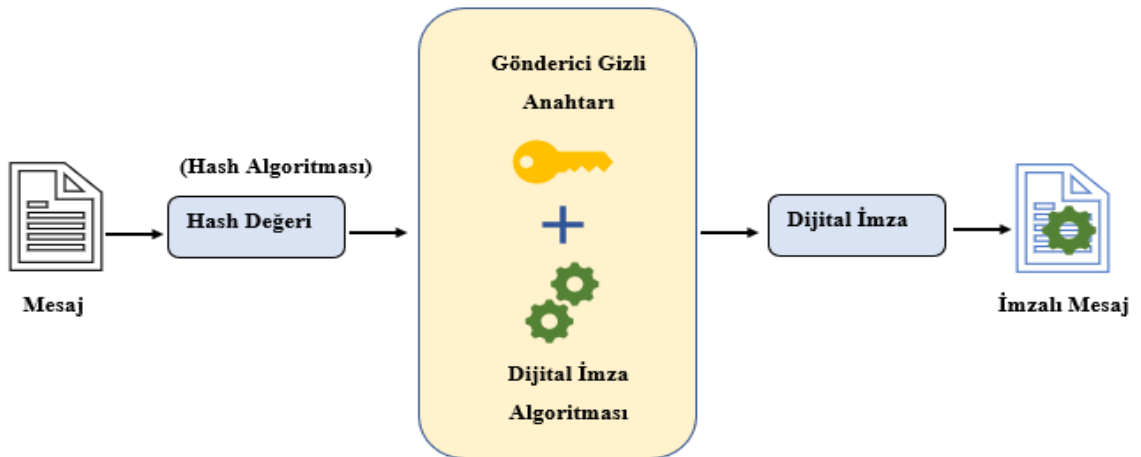 Mesaj
(Hash Algoritması)
Hash Değeri
Gönderici Gizli
Anahtarı
Dijital İmza
Algoritması
Dijital İmza
İmzalı Mesaj